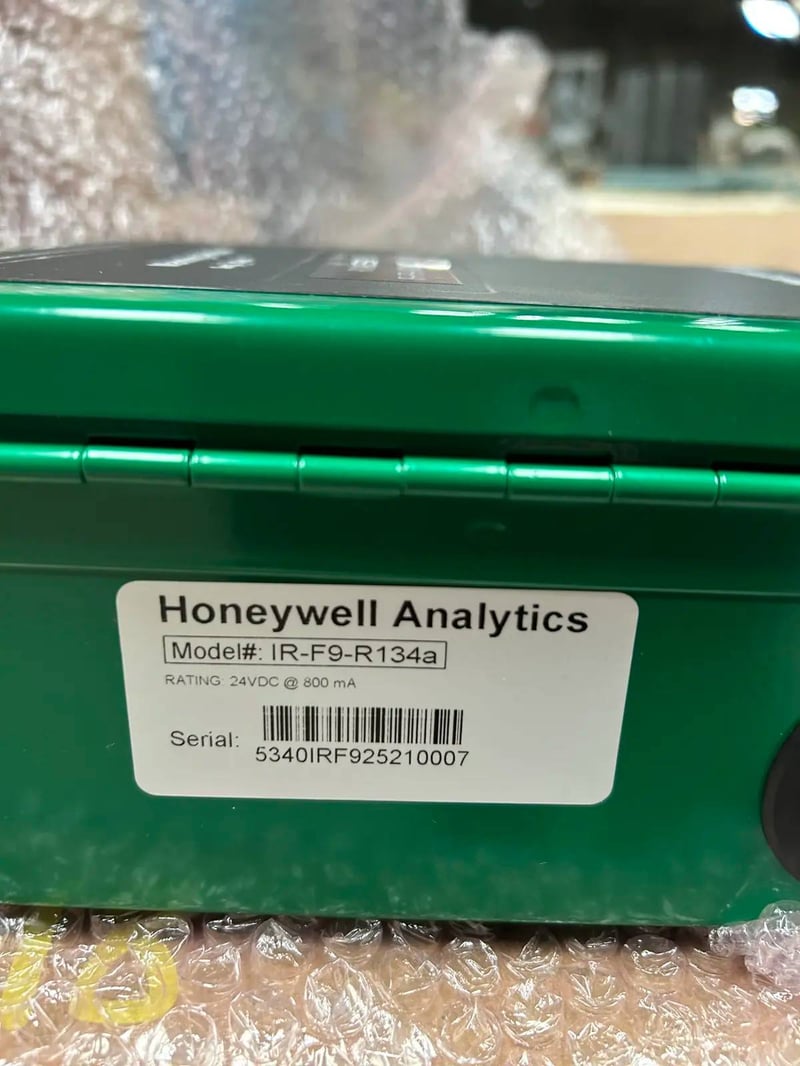 Honeywell Analytics
Model#: IR-F9-R134a
RATING: 24VDC @ 800 mA
Serial:
5340IRF925210007